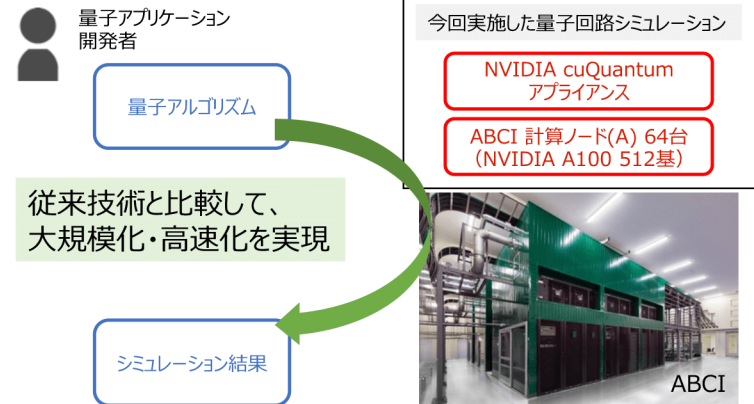 量子アプリケーション
開発者
量子アルゴリズム
従来技術と比較して、
大規模化・高速化を実現
シミュレーション結果
今回実施した量子回路シミュレーション
NVIDIA cuQuantum
アプライアンス
ABCI 計算ノード(A) 64台
（NVIDIA A100 512基）
ABCI